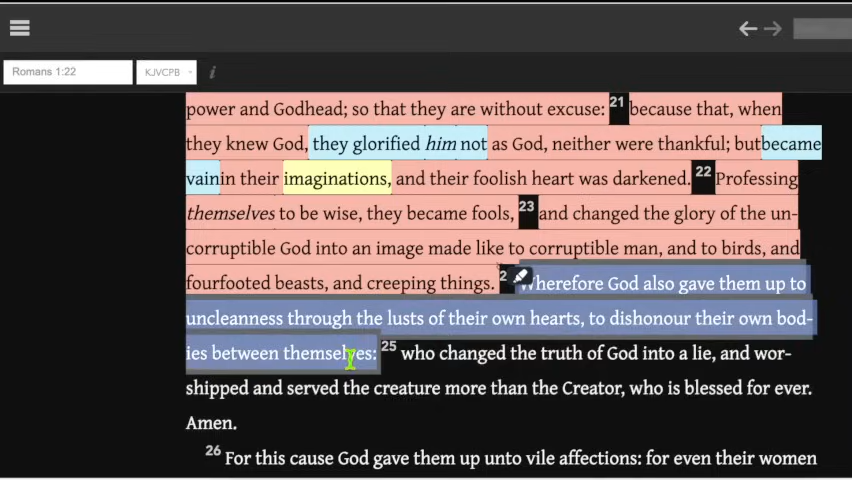 Romans 1:22
KJVCPB
i
power and Godhead; so that they are without excuse: 21 because that, when
they knew God, they glorified him not as God, neither were thankful; but became
vain in their imaginations, and their foolish heart was darkened. 22 Professing
themselves to be wise, they became fools, 23 and changed the glory of the un-
corruptible God into an image made like to corruptible man, and to birds, and
fourfooted beasts, and creeping things. 2 Wherefore God also gave them up to
uncleanness through the lusts of their own hearts, to dishonour their own bod-
ies between themselves: 25 who changed the truth of God into a lie, and wor-
shipped and served the creature more than the Creator, who is blessed for ever.
Amen.
26 For this cause God gave them up unto vile affections: for even their women